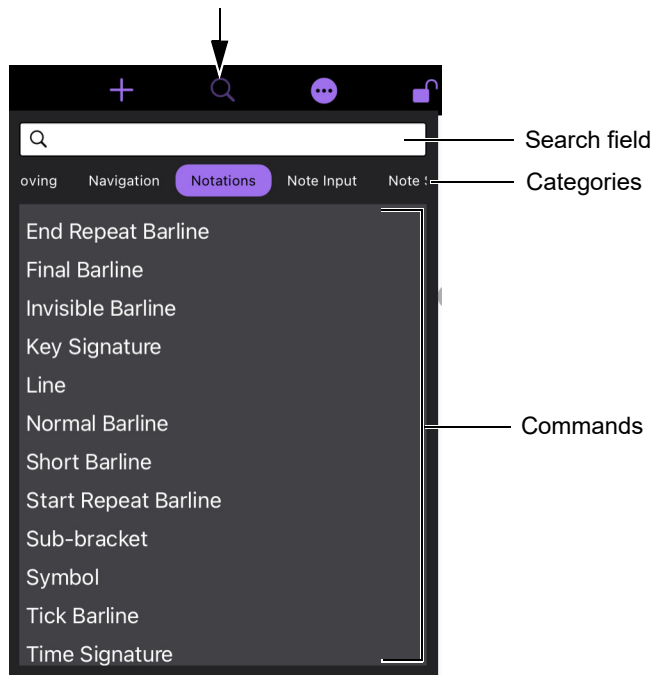 Search field
oving Navigation Notations Note Input Note
Categories
End Repeat Barline
Final Barline
Invisible Barline
Key Signature
Line
Normal Barline
Commands
Short Barline
Start Repeat Barline
Sub-bracket
Symbol
Tick Barline
Time Signature